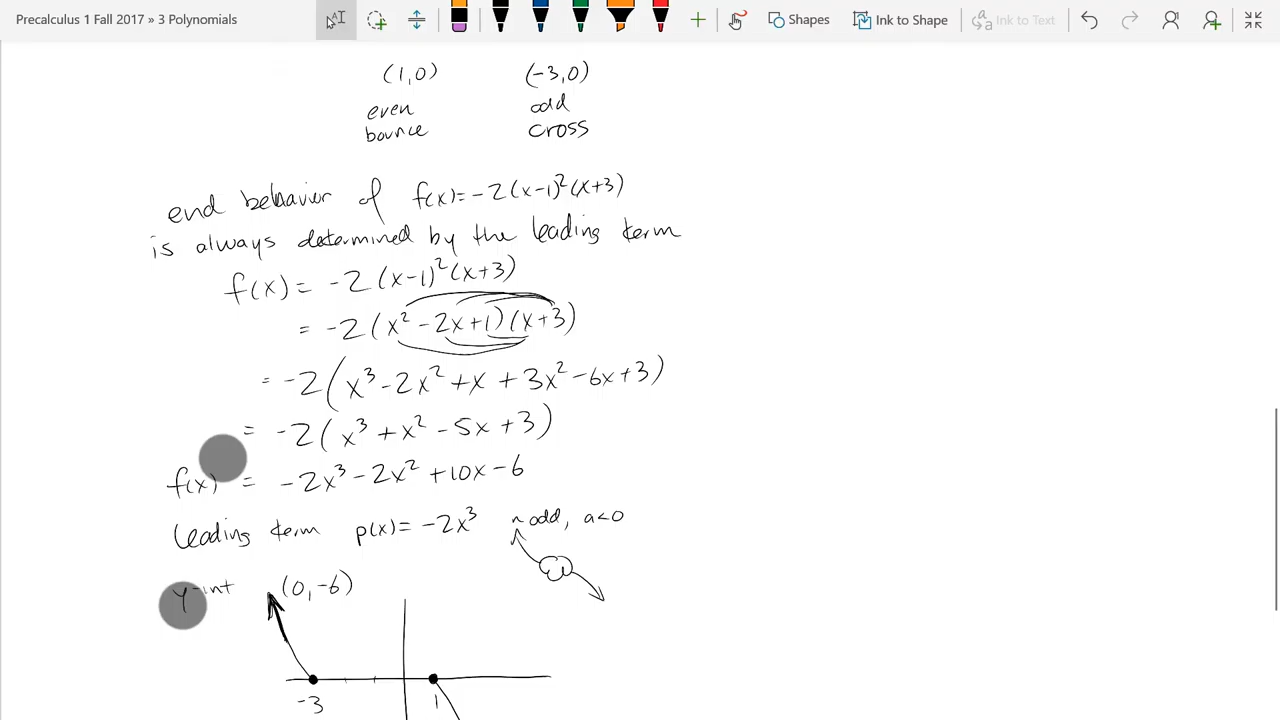 Precalculus 1 Fall 2017 » 3 Polynomials
Shapes
Ink to Shape
Ink to Text
(1,0) (-3,0)
even odd
bounce cross
end behavior of f(x)=-2(x-1)²(x+3)
is always determined by the leading term
f(x) = -2(x-1)²(x+3)
= -2(x²-2x+1)(x+3)
= -2(x³-2x²+x+3x²-6x+3)
= -2(x³+x²-5x+3)
f(x) = -2x³-2x²+10x-6
leading term p(x)=-2x³ n odd, a<0
y-int (0,-6)
-3 1